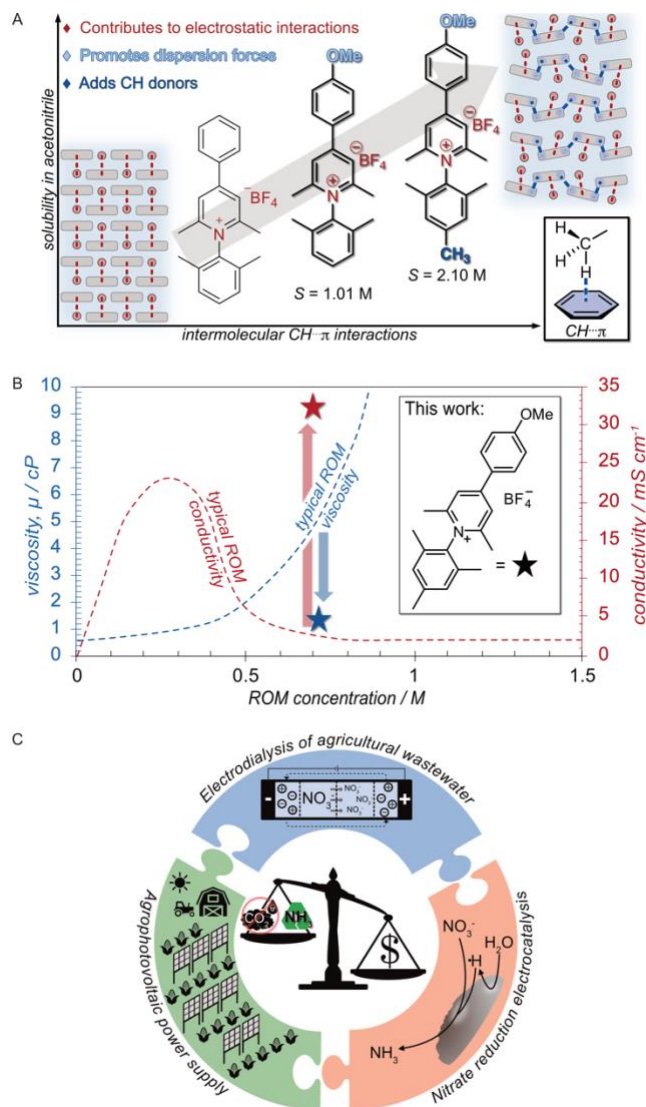 A
Contributes to electrostatic interactions
Promotes dispersion forces
Adds CH donors
solubility in acetonitrile
BF4
N
+
OMe
BF4
N
+
S = 1.01 M
OMe
BF4
N
+
CH3
S = 2.10 M
H
C
H
H
CH···π
intermolecular CH···π interactions
B
10
9
8
7
6
5
4
3
2
1
0
viscosity, µ / cP
typical ROM
conductivity
typical ROM
viscosity
This work:
OMe
BF4−
N
+
= ★
35
30
25
20
15
10
5
0
conductivity / mS cm-1
0
0.5
1
1.5
ROM concentration / M
C
Electrodialysis of agricultural wastewater
-
NO3-
NO3-
NO3-
NO3-
+
Agrophotovoltaic power supply
CO2
NH3
$
NO3-
H2O
·H
NH3
Nitrate reduction electrocatalysis